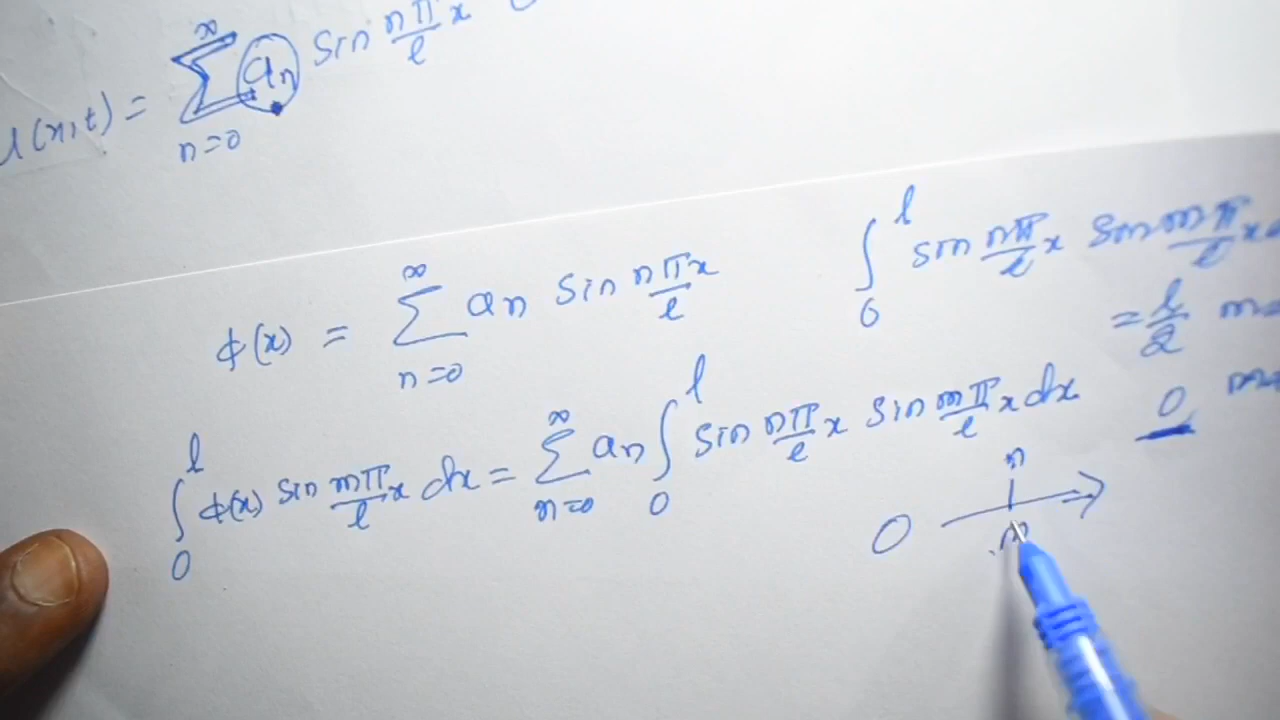 u(x,t) = ∑_{n=0}^{∞} a_n sin nπ/l x
ϕ(x) = ∑_{n=0}^{∞} a_n sin nπx/l
∫_0^l sin nπ/l x sin mπ/l x
= l/2
0
∫_0^l ϕ(x) sin mπ/l x dx = ∑_{n=0}^{∞} a_n ∫_0^l sin nπ/l x sin mπ/l x dx
n
0
m